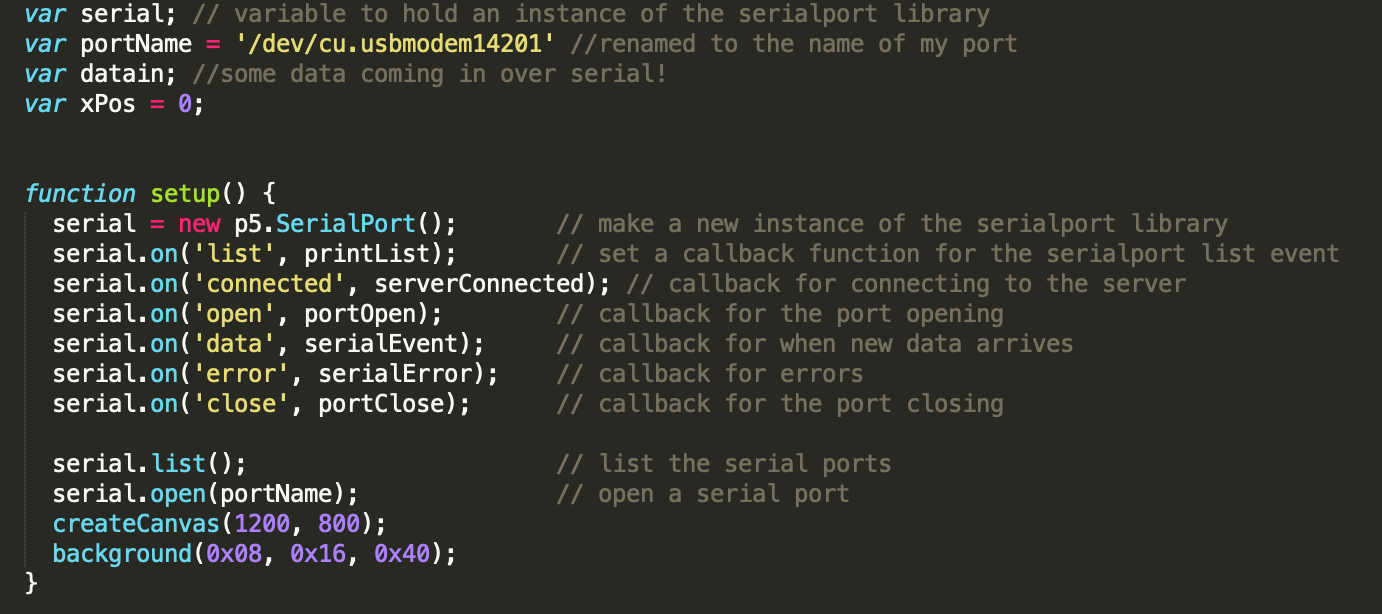 var serial; // variable to hold an instance of the serialport library
var portName = '/dev/cu.usbmodem14201' //renamed to the name of my port
var datain; //some data coming in over serial!
var xPos = 0;
function setup() {
  serial = new p5.SerialPort();       // make a new instance of the serialport library
  serial.on('list', printList);       // set a callback function for the serialport list event
  serial.on('connected', serverConnected); // callback for connecting to the server
  serial.on('open', portOpen);        // callback for the port opening
  serial.on('data', serialEvent);     // callback for when new data arrives
  serial.on('error', serialError);    // callback for errors
  serial.on('close', portClose);      // callback for the port closing
  serial.list();                      // list the serial ports
  serial.open(portName);              // open a serial port
  createCanvas(1200, 800);
  background(0x08, 0x16, 0x40);
}